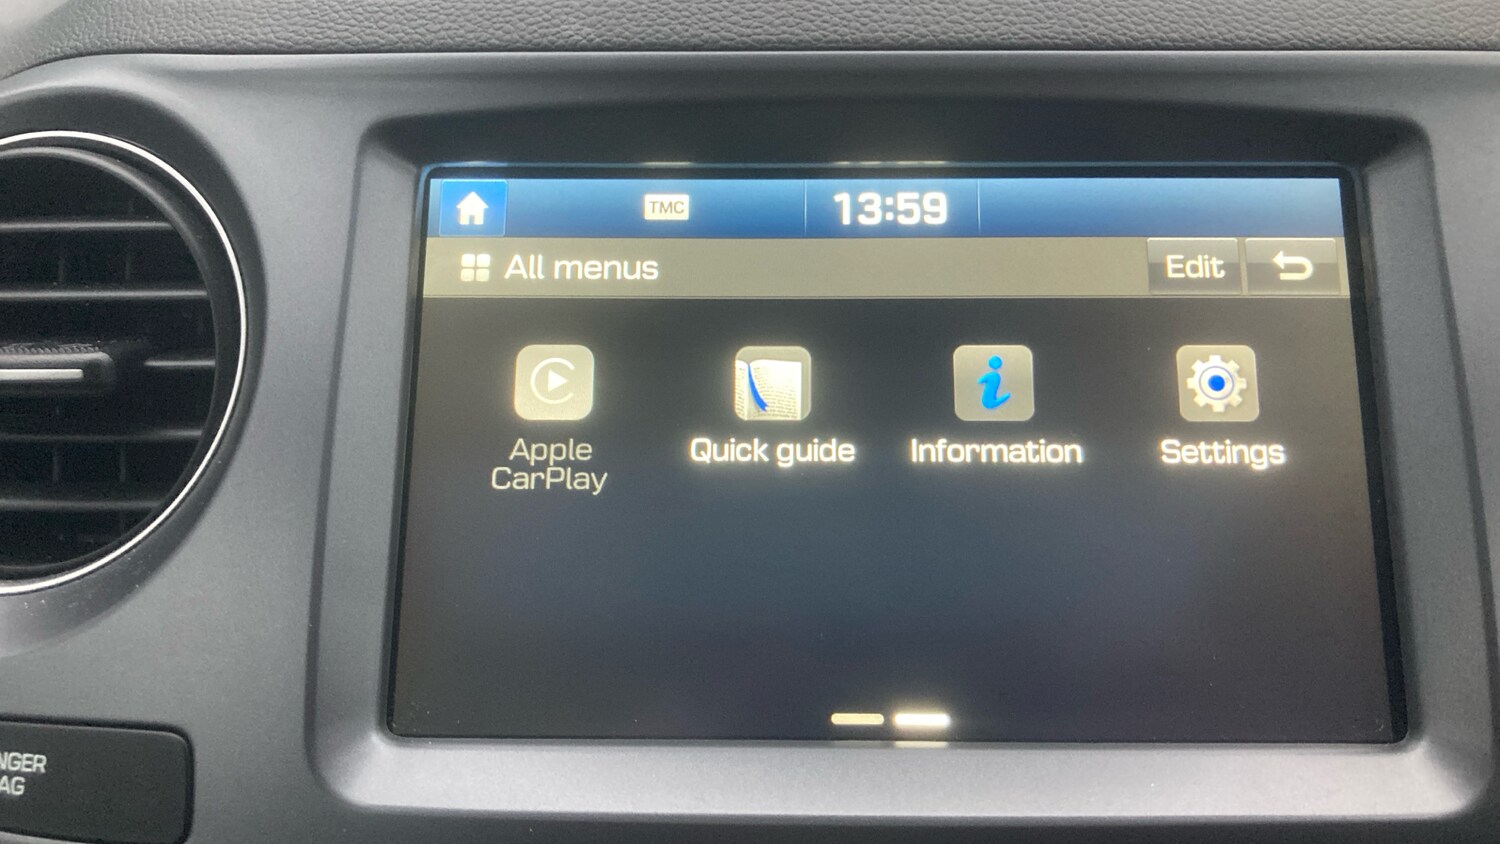 TMC
13:59
All menus
Edit
Apple
CarPlay
Quick guide
Information
Settings
NGER
AG